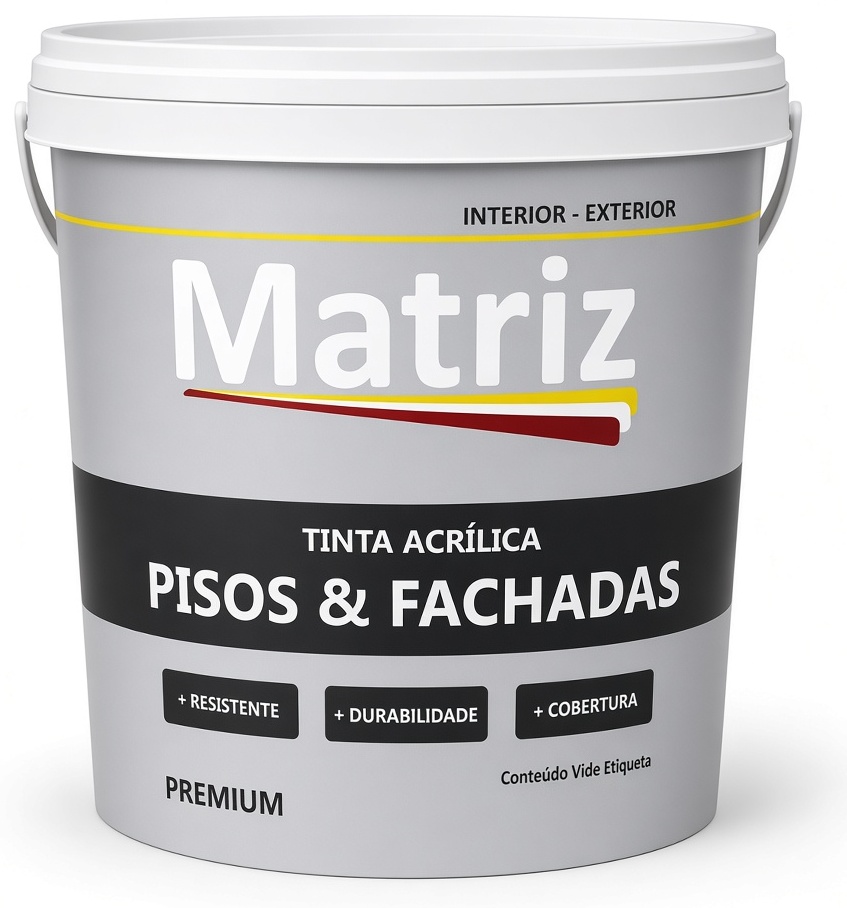 INTERIOR - EXTERIOR
Matriz
TINTA ACRÍLICA
PISOS & FACHADAS
+ RESISTENTE
+ DURABILIDADE
+ COBERTURA
Conteúdo Vide Etiqueta
PREMIUM